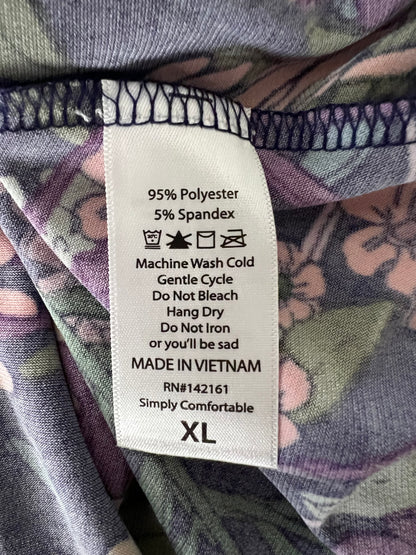 95% Polyester
5% Spandex
Machine Wash Cold
Gentle Cycle
Do Not Bleach
Hang Dry
Do Not Iron
or you'll be sad
MADE IN VIETNAM
RN#142161
Simply Comfortable
XL